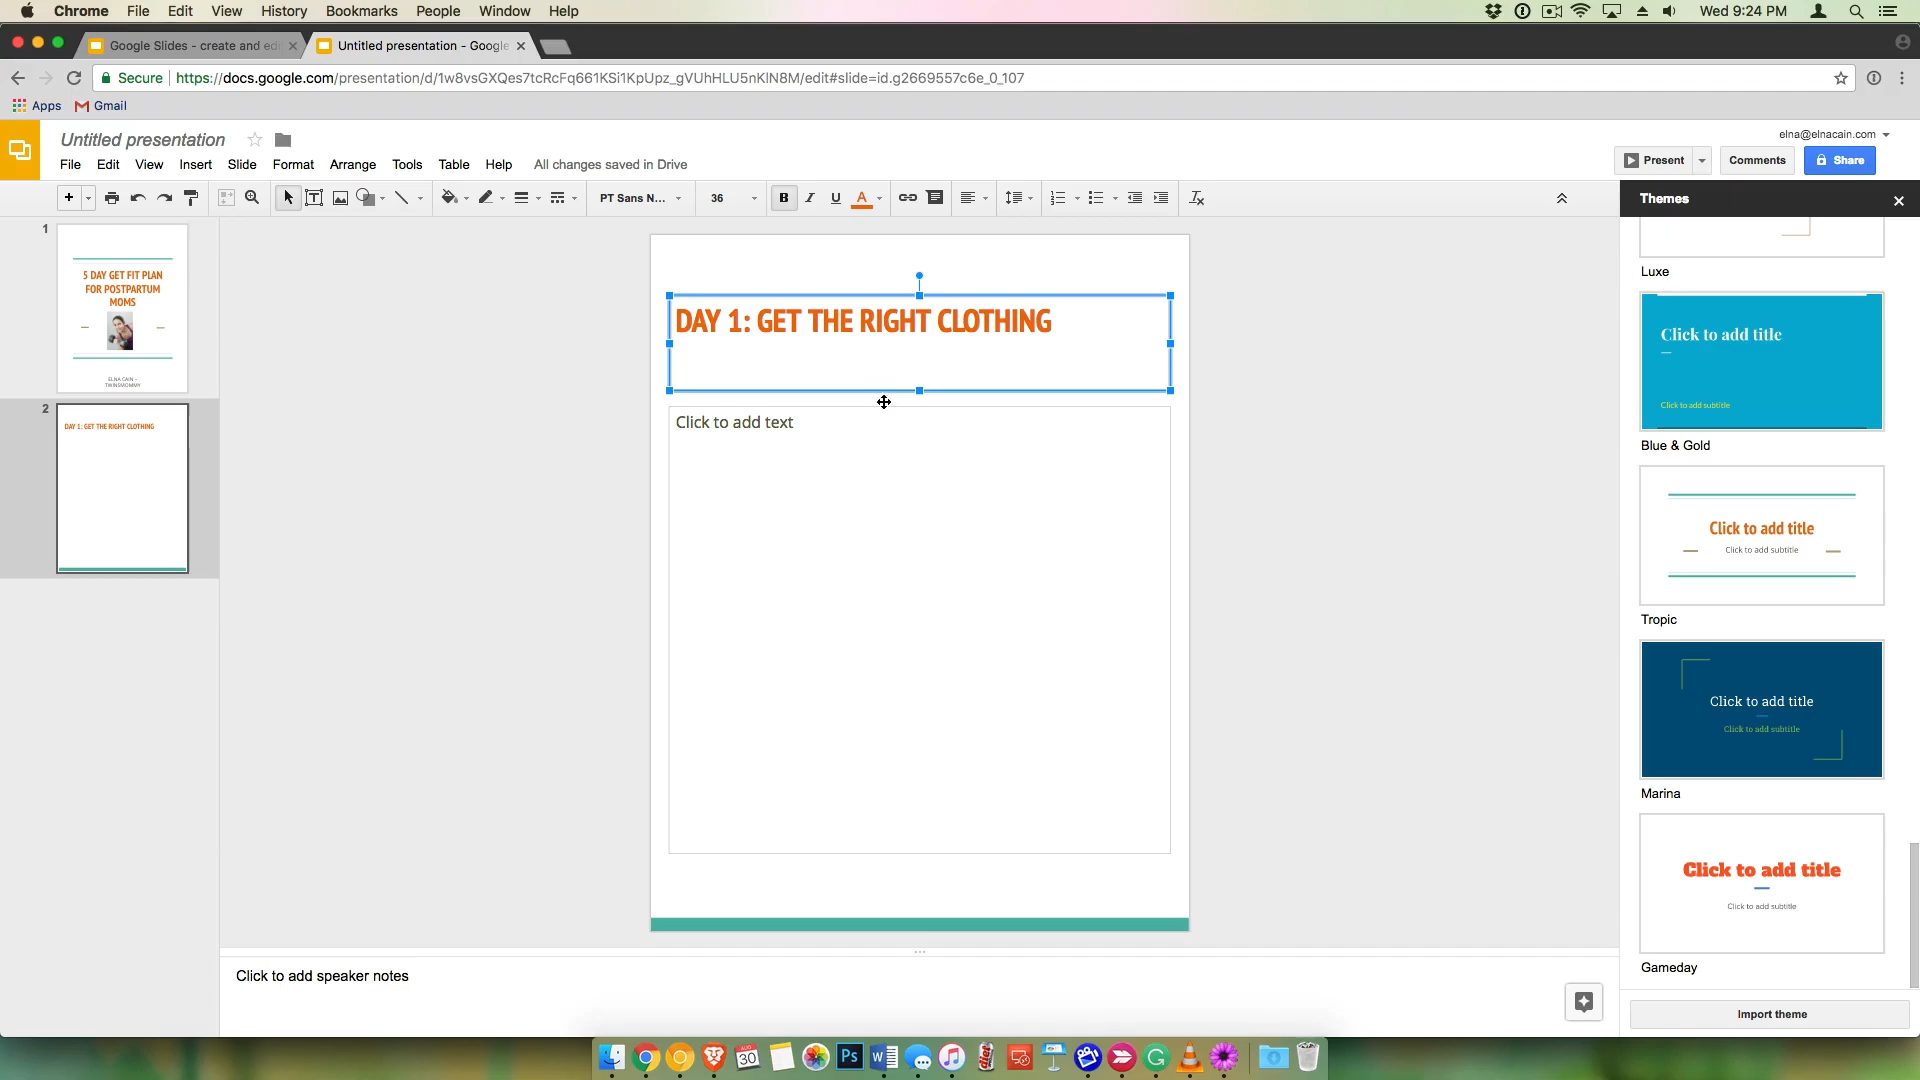 Chrome File Edit View History Bookmarks People Window Help Wed 9:24 PM
Google Slides - create and edi Untitled presentation - Google
Secure https://docs.google.com/presentation/d/1w8vsGXQes7tcRcFq661KSi1KpUpz_gVUhHLU5nKlN8M/edit#slide=id.g2669557c6e_0_107
Apps Gmail
Untitled presentation elna@elnacain.com
File Edit View Insert Slide Format Arrange Tools Table Help All changes saved in Drive Present Comments Share
PT Sans N... 36 B I U A Themes
1
5 DAY GET FIT PLAN
FOR POSTPARTUM
MOMS
ELNA CAIN -
TWINSMOMMY
2
DAY 1: GET THE RIGHT CLOTHING
DAY 1: GET THE RIGHT CLOTHING
Click to add text
Click to add speaker notes
Luxe
Click to add title
Click to add subtitle
Blue & Gold
Click to add title
Click to add subtitle
Tropic
Click to add title
Click to add subtitle
Marina
Click to add title
Click to add subtitle
Gameday
Import theme
AUG
30
Ps
W